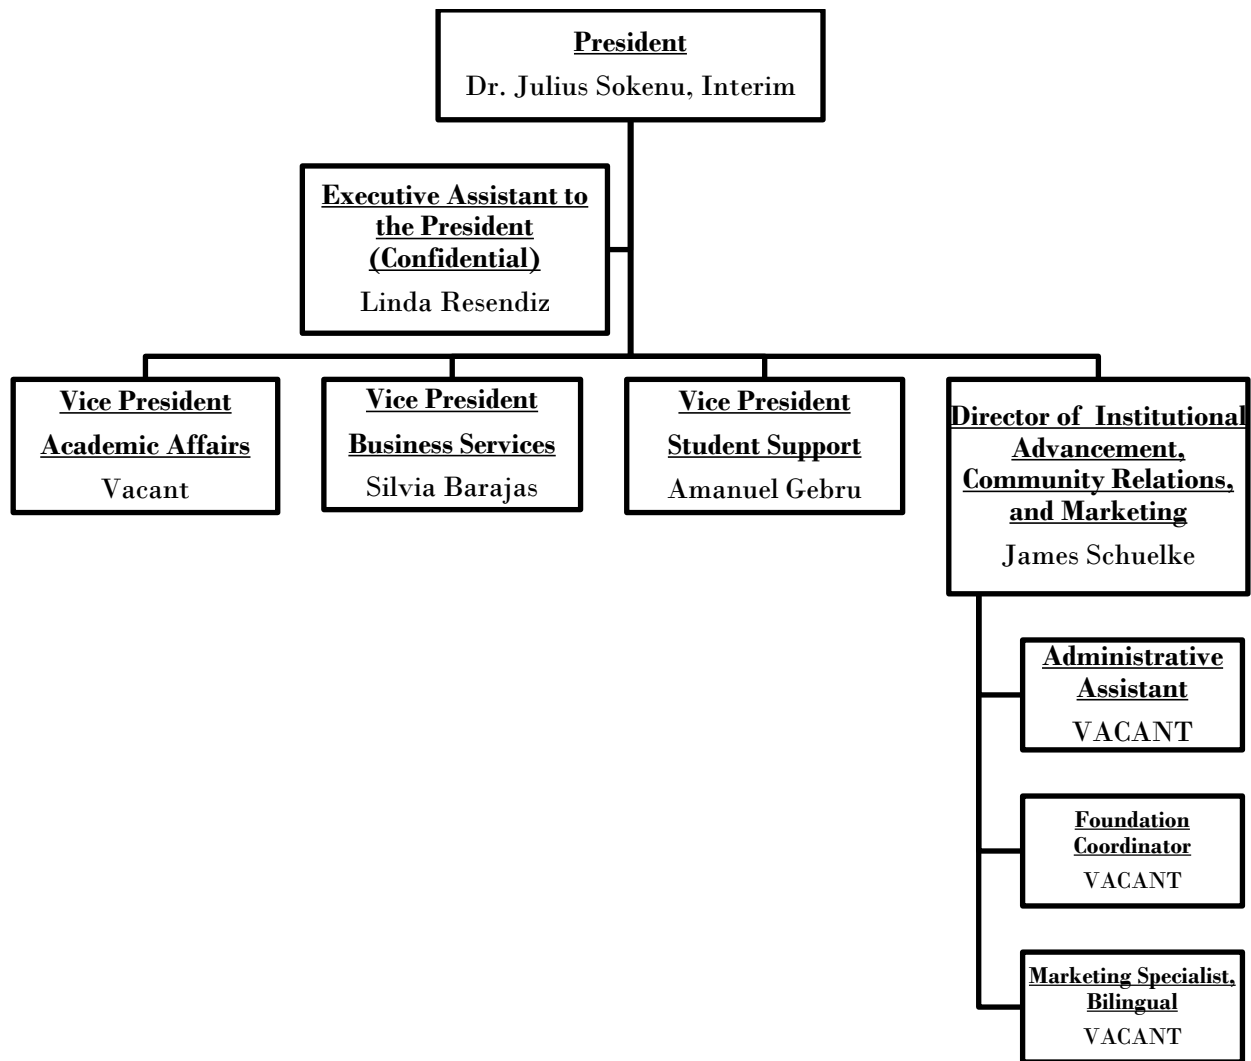 President
Dr. Julius Sokenu, Interim
Executive Assistant to
the President
(Confidential)
Linda Resendiz
Vice President
Academic Affairs
Vacant
Vice President
Business Services
Silvia Barajas
Vice President
Student Support
Amanuel Gebru
Director of Institutional
Advancement,
Community Relations,
and Marketing
James Schuelke
Administrative
Assistant
VACANT
Foundation
Coordinator
VACANT
Marketing Specialist,
Bilingual
VACANT